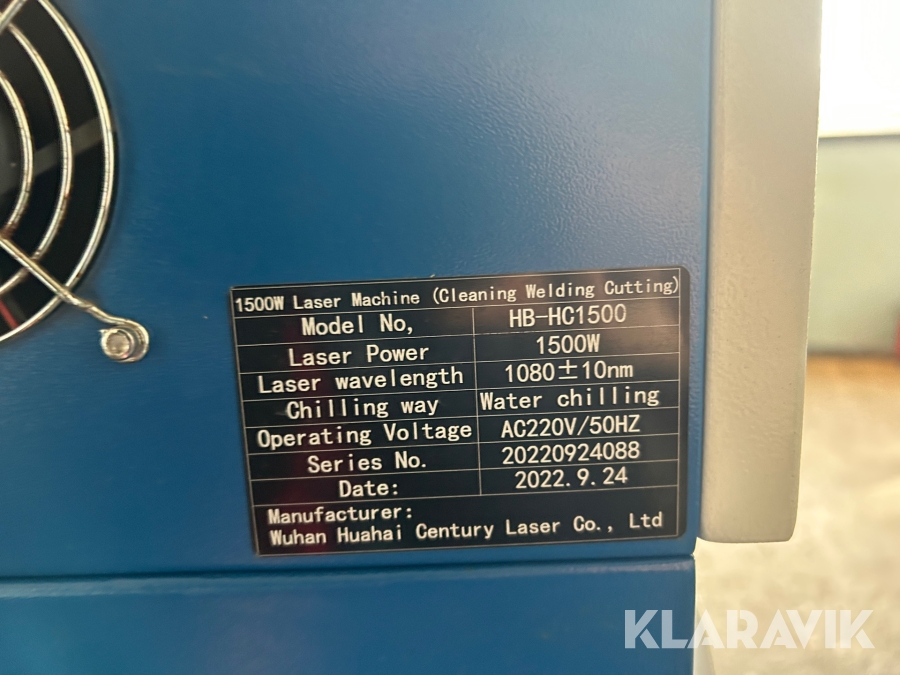 1500W Laser Machine (Cleaning Welding Cutting)
Model No, HB-HC1500
Laser Power 1500W
Laser wavelength 1080±10nm
Chilling way Water chilling
Operating Voltage AC220V/50HZ
Series No. 20220924088
Date: 2022.9.24
Manufacturer:
Wuhan Huahai Century Laser Co., Ltd
KLARAVIK